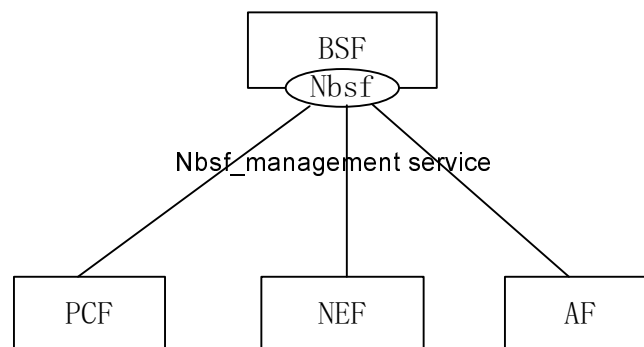 BSF
Nbsf
Nbsf_management service
PCF
NEF
AF